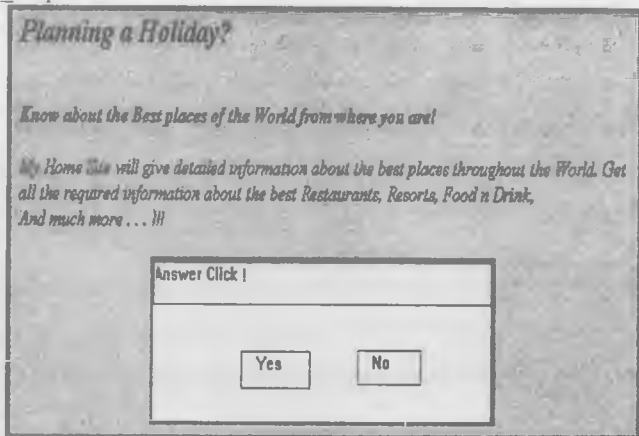 Planning a Holiday?
Know about the Best places of the World from where you are!
My Home Site will give detailed information about the best places throughout the World. Get
all the required information about the best Restaurants, Resorts, Food n Drink,
And much more . . . !!!
Answer Click !
Yes No